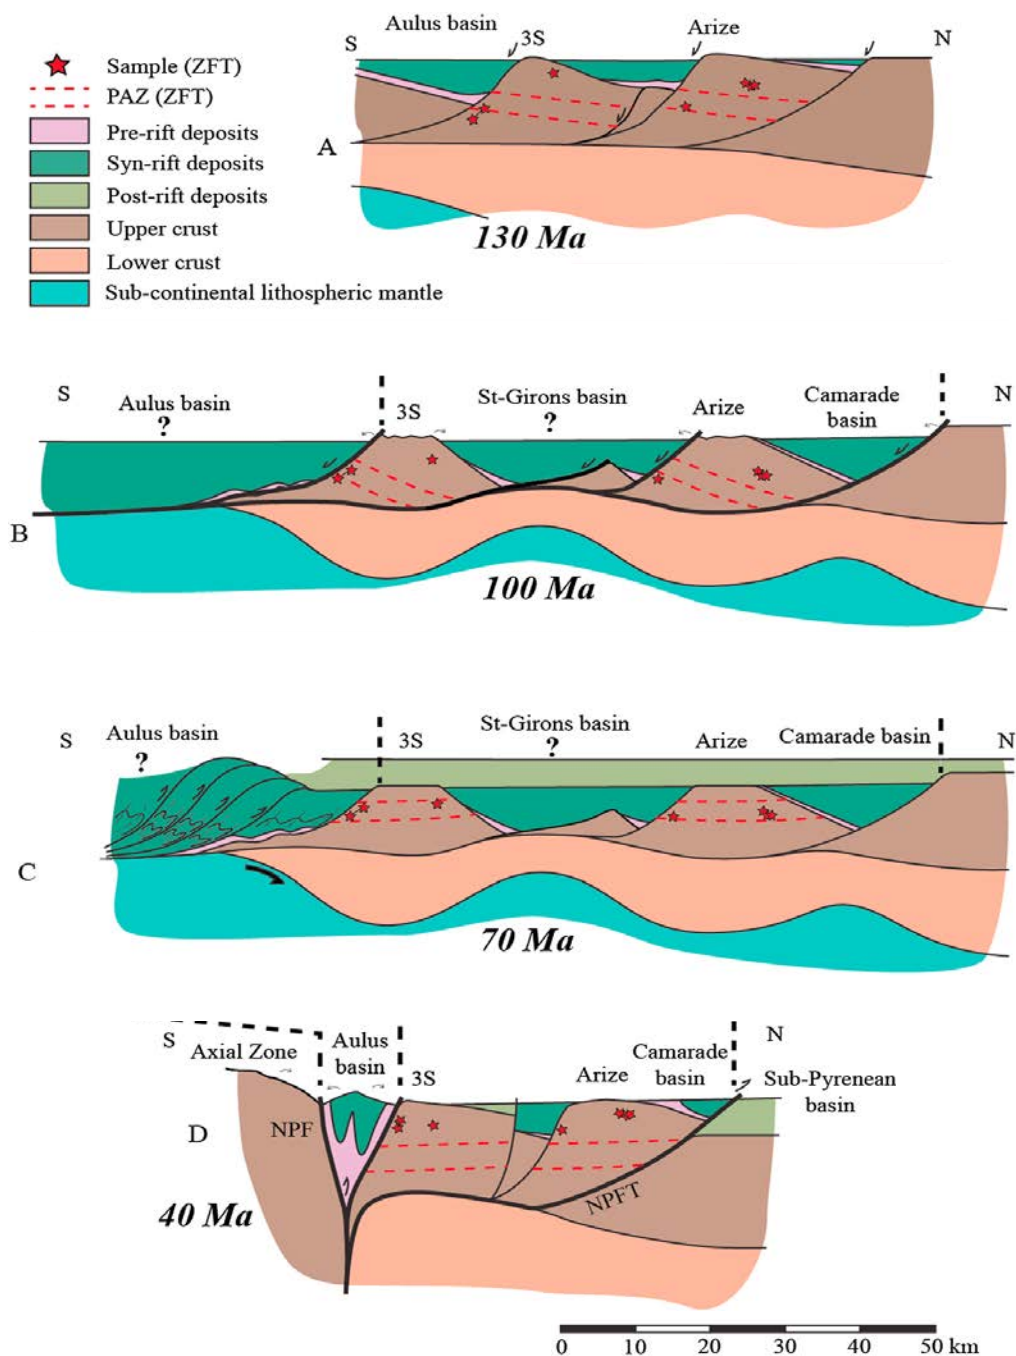 Aulus basin
S
3S
Arize
N
Sample (ZFT)
PAZ (ZFT)
Pre-rift deposits
Syn-rift deposits
Post-rift deposits
Upper crust
Lower crust
Sub-continental lithospheric mantle
A
130 Ma
S
Aulus basin
?
3S
St-Girons basin
?
Arize
Camarade
basin
N
B
100 Ma
S
Aulus basin
?
3S
St-Girons basin
?
Arize
Camarade basin
N
C
70 Ma
S
Axial Zone
Aulus
basin
3S
Arize
Camarade
basin
N
Sub-Pyrenean
basin
NPF
D
NPFT
40 Ma
0 10 20 30 40 50 km